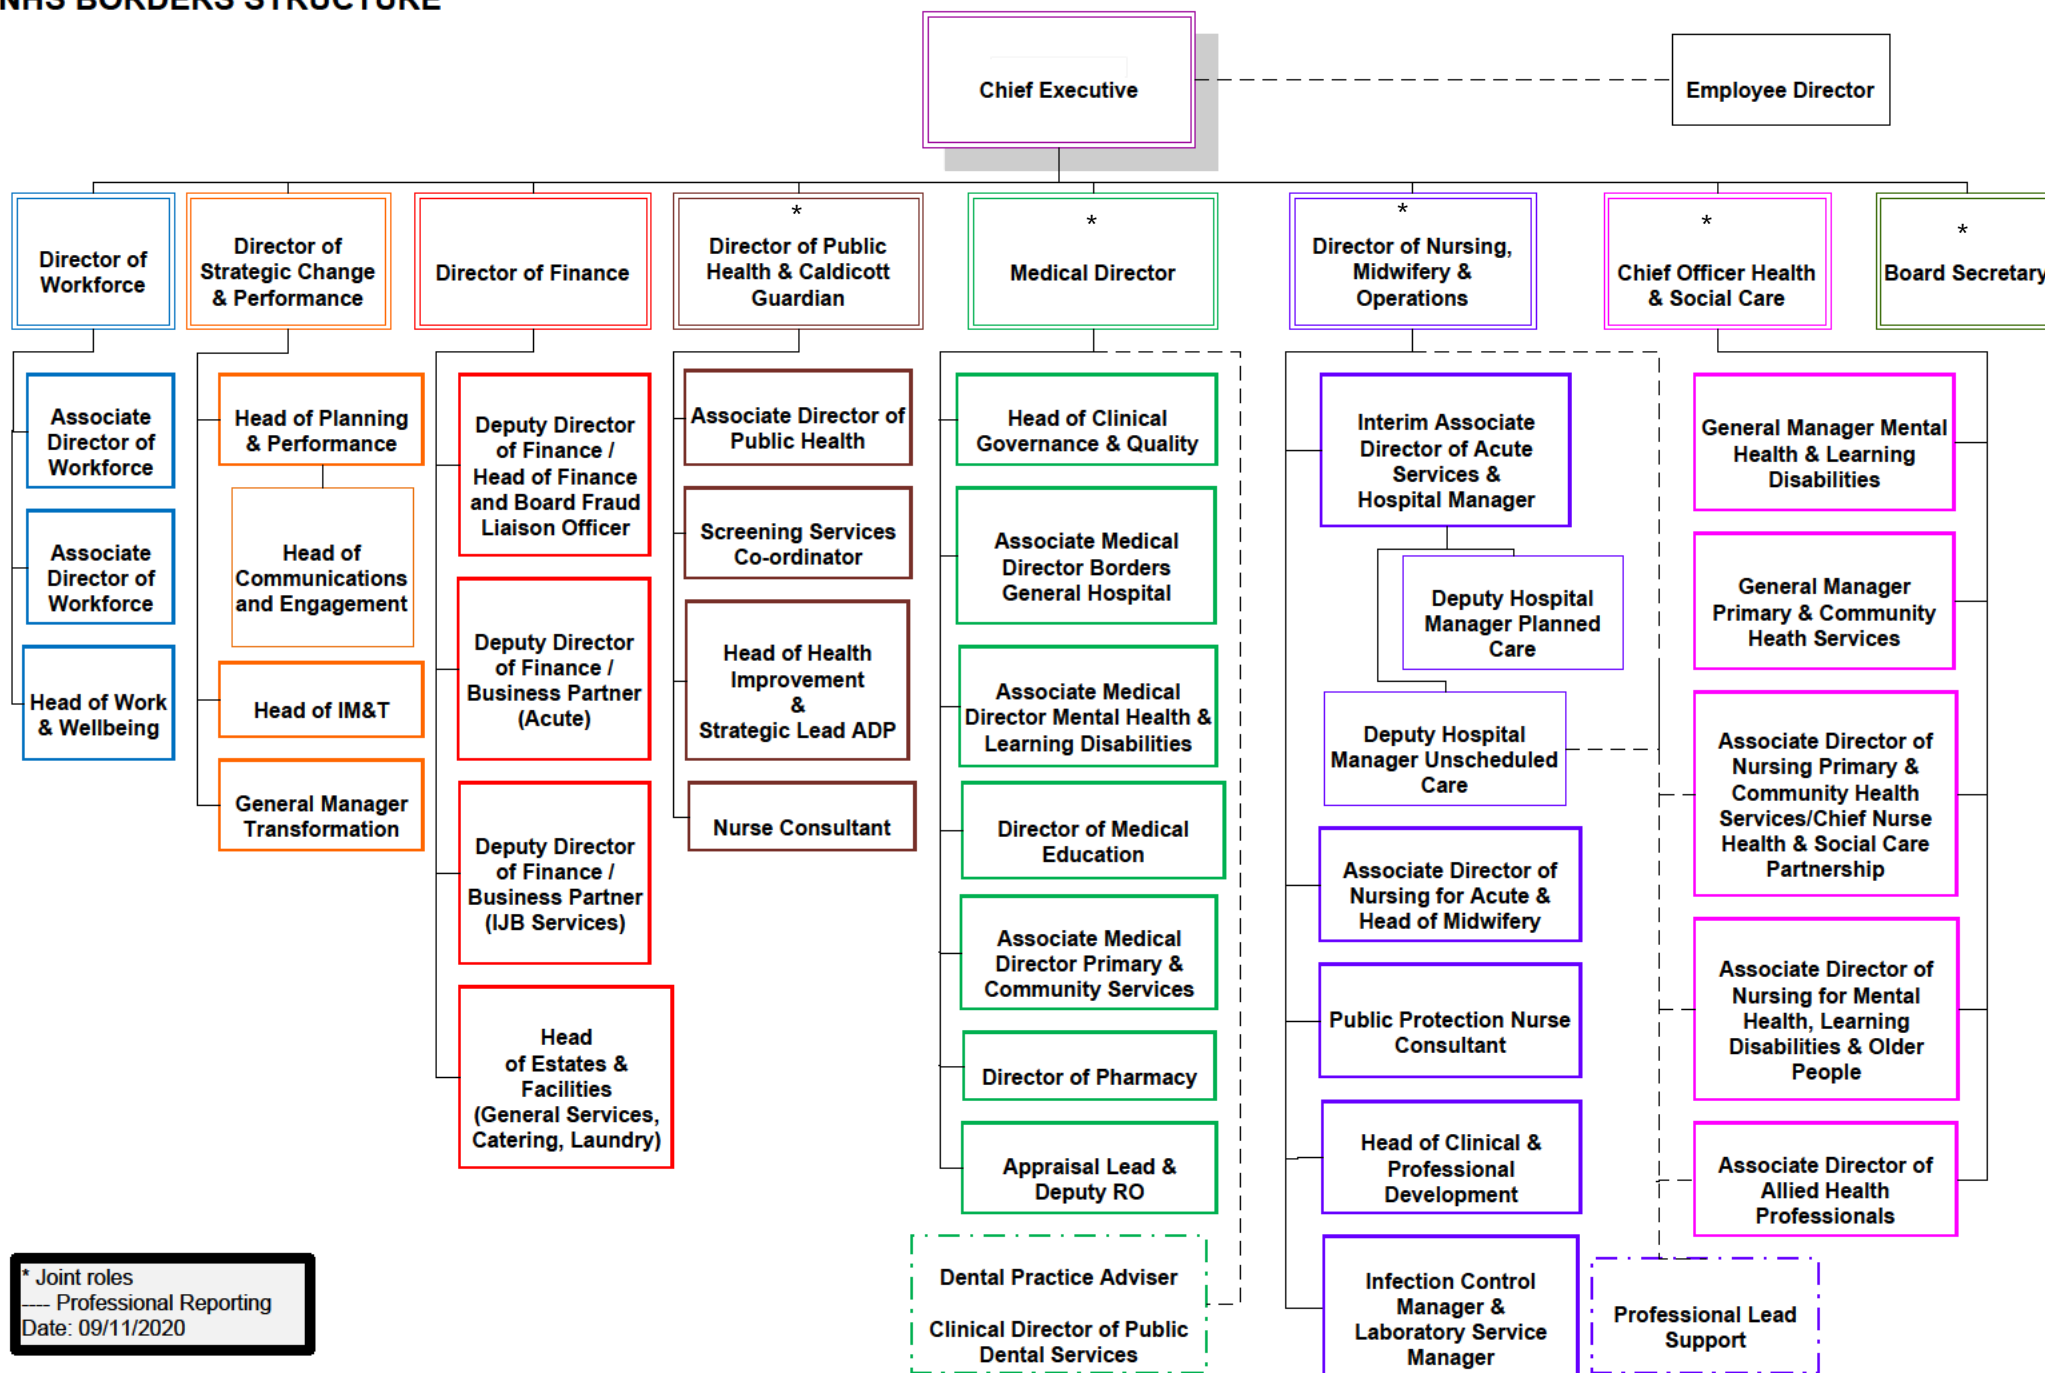 NHS BORDERS STRUCTURE
Chief Executive
Employee Director
Director of
Workforce
Director of
Strategic Change
& Performance
Director of Finance
*
Director of Public
Health & Caldicott
Guardian
*
Medical Director
*
Director of Nursing,
Midwifery &
Operations
*
Chief Officer Health
& Social Care
*
Board Secretary
Associate
Director of
Workforce
Associate
Director of
Workforce
Head of Work
& Wellbeing
Head of Planning
& Performance
Head of
Communications
and Engagement
Head of IM&T
General Manager
Transformation
Deputy Director
of Finance /
Head of Finance
and Board Fraud
Liaison Officer
Deputy Director
of Finance /
Business Partner
(Acute)
Deputy Director
of Finance /
Business Partner
(IJB Services)
Head
of Estates &
Facilities
(General Services,
Catering, Laundry)
Associate Director of
Public Health
Screening Services
Co-ordinator
Head of Health
Improvement
&
Strategic Lead ADP
Nurse Consultant
Head of Clinical
Governance & Quality
Associate Medical
Director Borders
General Hospital
Associate Medical
Director Mental Health &
Learning Disabilities
Director of Medical
Education
Associate Medical
Director Primary &
Community Services
Director of Pharmacy
Appraisal Lead &
Deputy RO
Dental Practice Adviser
Clinical Director of Public
Dental Services
Interim Associate
Director of Acute
Services &
Hospital Manager
Deputy Hospital
Manager Planned
Care
Deputy Hospital
Manager Unscheduled
Care
Associate Director of
Nursing for Acute &
Head of Midwifery
Public Protection Nurse
Consultant
Head of Clinical &
Professional
Development
Infection Control
Manager &
Laboratory Service
Manager
General Manager Mental
Health & Learning
Disabilities
General Manager
Primary & Community
Heath Services
Associate Director of
Nursing Primary &
Community Health
Services/Chief Nurse
Health & Social Care
Partnership
Associate Director of
Nursing for Mental
Health, Learning
Disabilities & Older
People
Associate Director of
Allied Health
Professionals
Professional Lead
Support
* Joint roles
---- Professional Reporting
Date: 09/11/2020